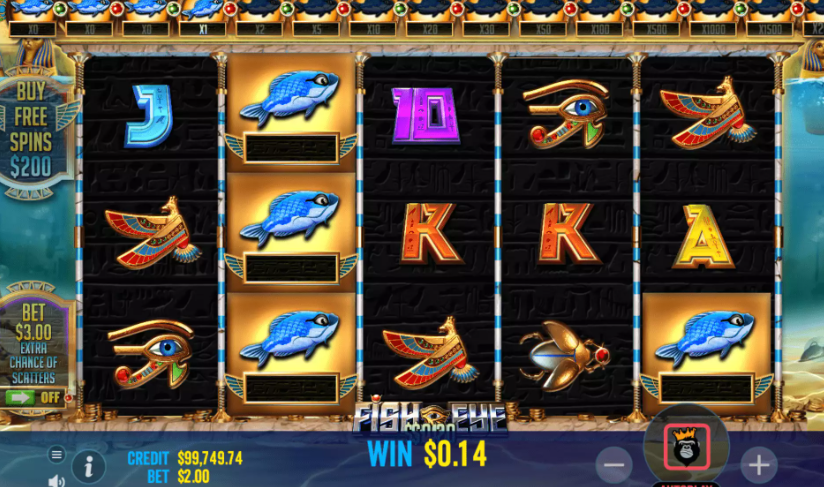 X0 X0 X0 X1 X2 X5 X10 X20 X30 X50 X100 X500 X1000 X1500
BUY
FREE
SPINS
$200
J
10
K
K
A
BET
$3.00
EXTRA
CHANCE OF
SCATTERS
OFF
FISH EYE
CREDIT $99,749.74
BET $2.00
WIN $0.14
AUTOPLAY